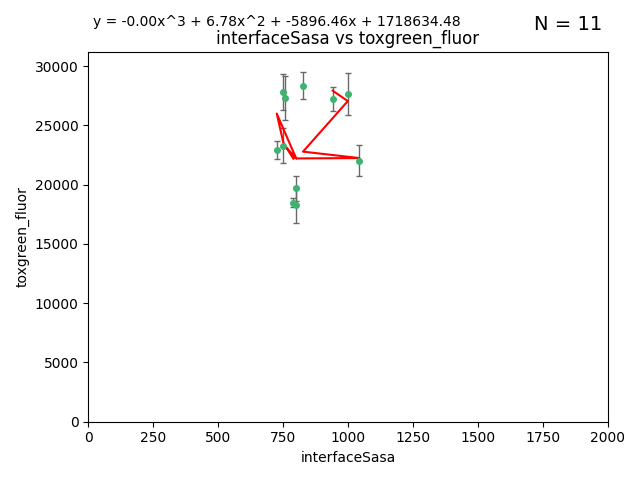 y = -0.00x^3 + 6.78x^2 + -5896.46x + 1718634.48
N = 11
interfaceSasa vs toxgreen_fluor
30000
25000
20000
15000
10000
5000
0
toxgreen_fluor
0 250 500 750 1000 1250 1500 1750 2000
interfaceSasa